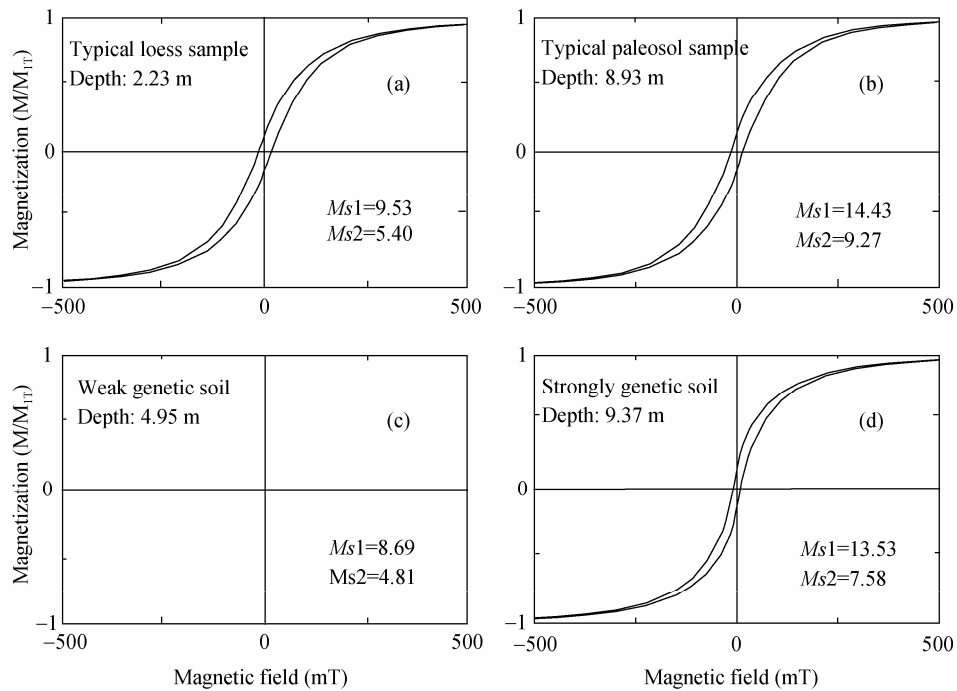 1
Typical loess sample
Depth: 2.23 m
(a)
Magnetization (M/M1T)
0
Ms1=9.53
Ms2=5.40
−1
−500
0
500
1
Typical paleosol sample
Depth: 8.93 m
(b)
0
Ms1=14.43
Ms2=9.27
−1
−500
0
500
1
Weak genetic soil
Depth: 4.95 m
(c)
Magnetization (M/M1T)
0
Ms1=8.69
Ms2=4.81
−1
−500
0
500
Magnetic field (mT)
1
Strongly genetic soil
Depth: 9.37 m
(d)
0
Ms1=13.53
Ms2=7.58
−1
−500
0
500
Magnetic field (mT)